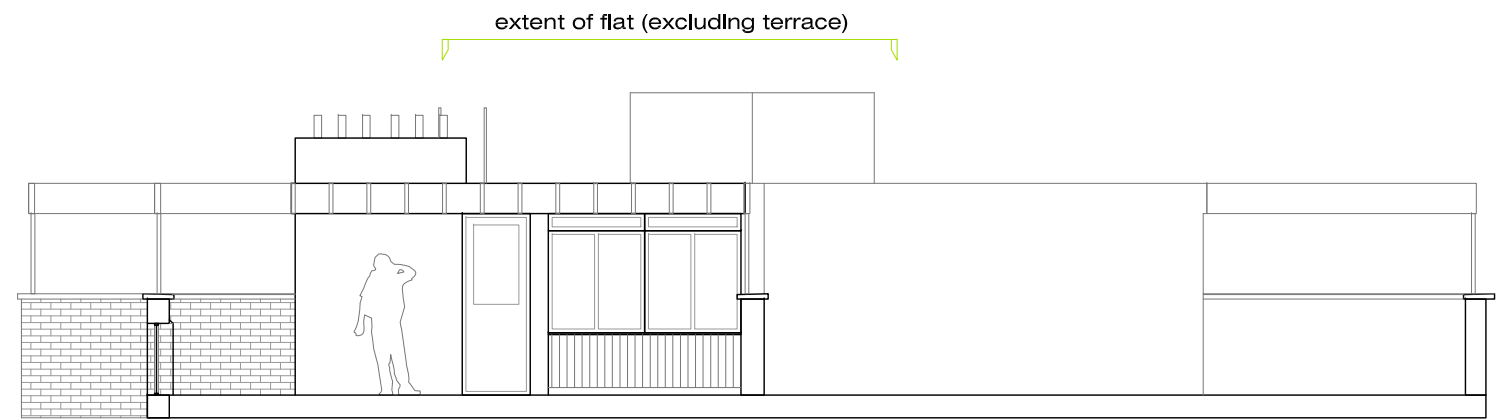 extent of flat (excluding terrace)